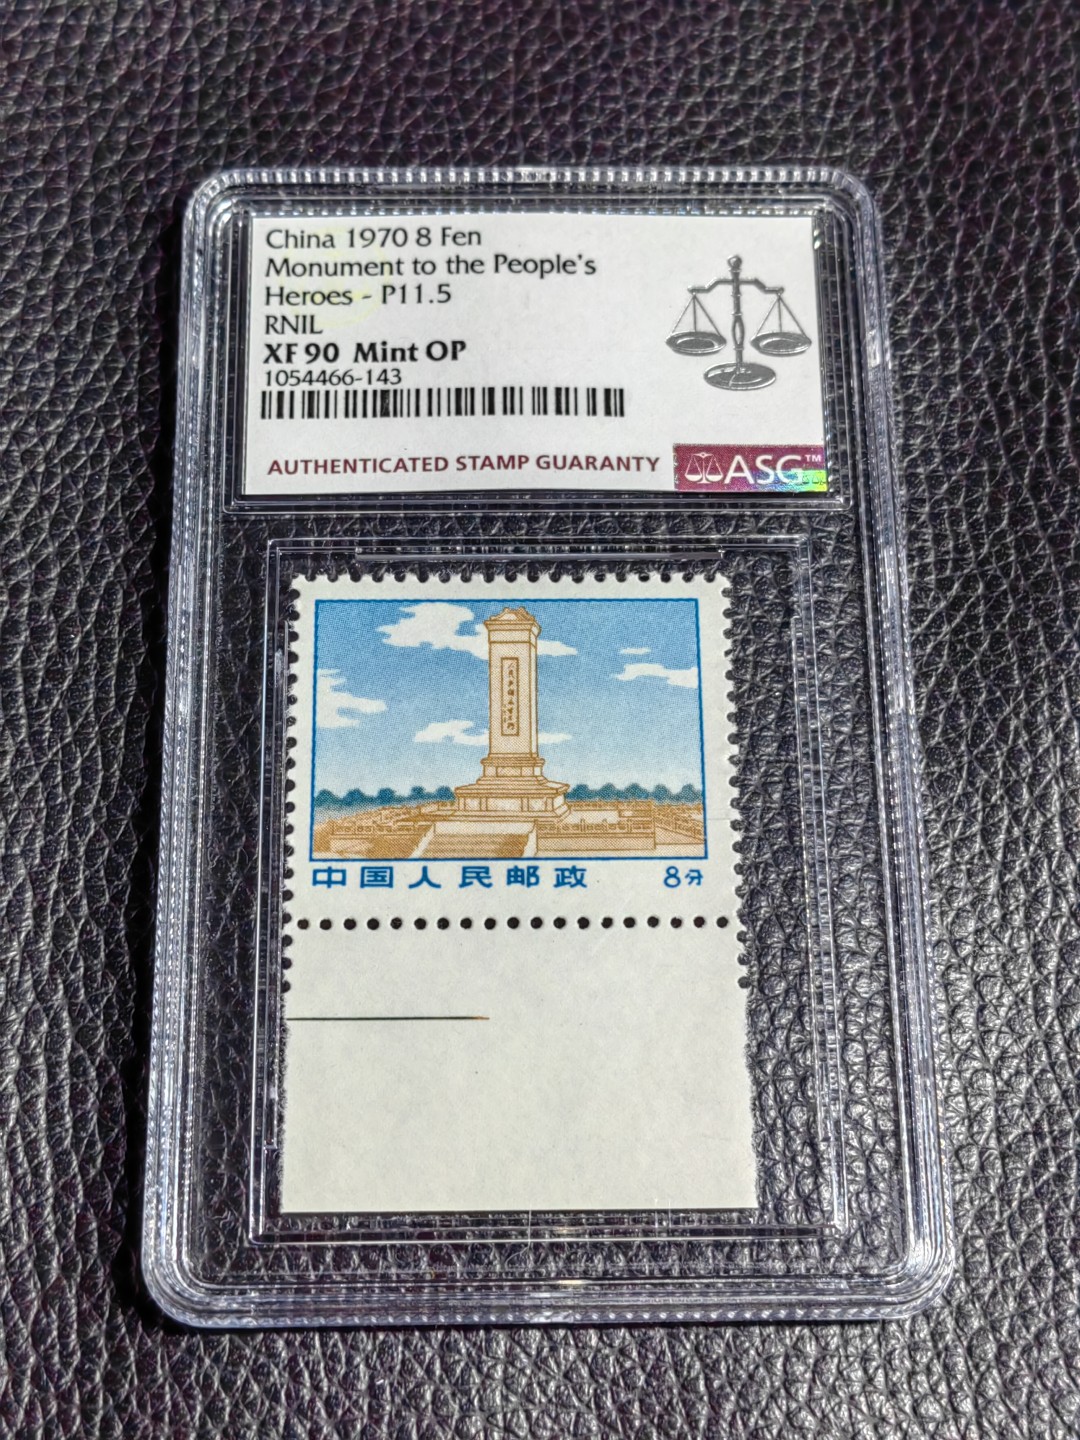 China 1970 8 Fen
Monument to the People's
Heroes - P11.5
RNIL
XF 90 Mint OP
1054466-143
AUTHENTICATED STAMP GUARANTY
ASG™
中国人民邮政 8分